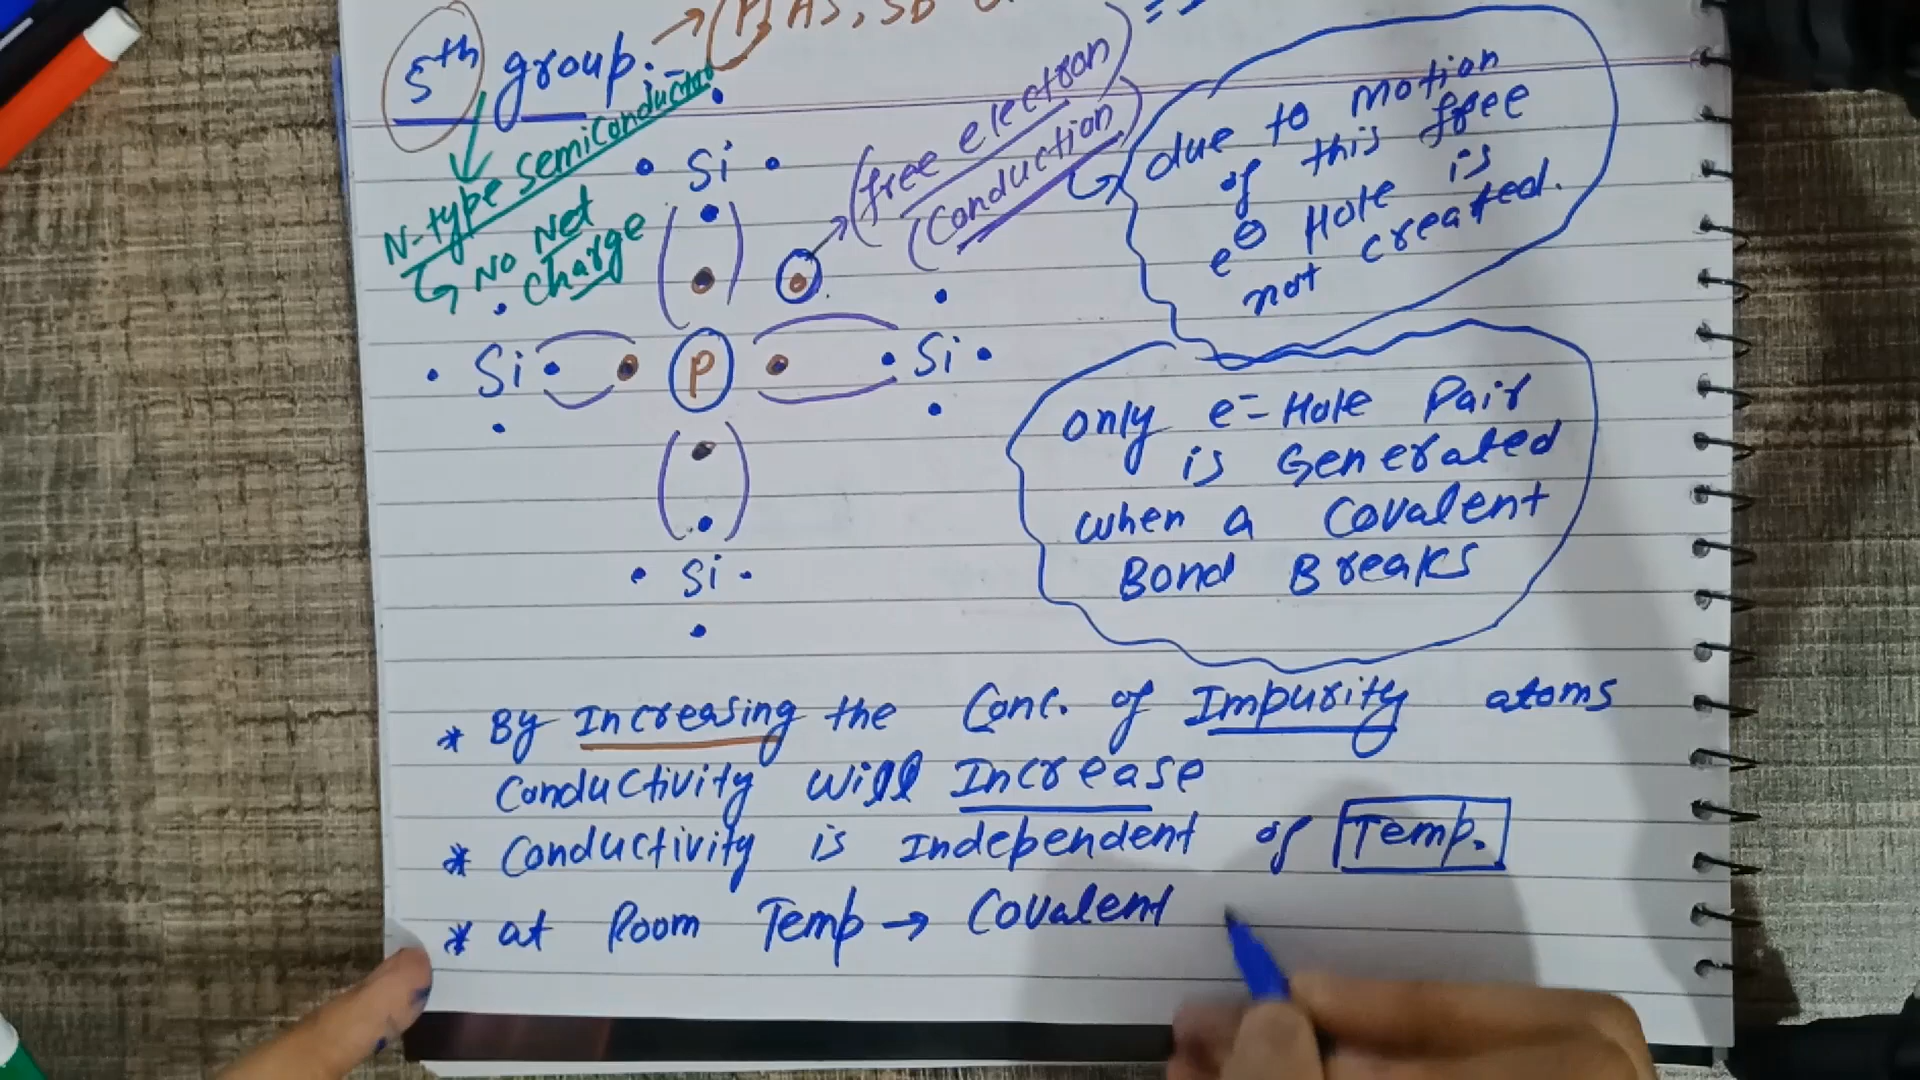 5th group. → P, As, Sb
N-type semiconductor
No Net
charge
(free electron)
(conduction)
due to motion
of this free
e⊖ Hole is
not created.
Si
Si P Si
Si
only e⁻- Hole Pair
is Generated
when a Covalent
Bond Breaks
* By Increasing the Conc. of Impurity atoms
Conductivity will Increase
* Conductivity is Independent of Temp.
* at Room Temp → Covalent